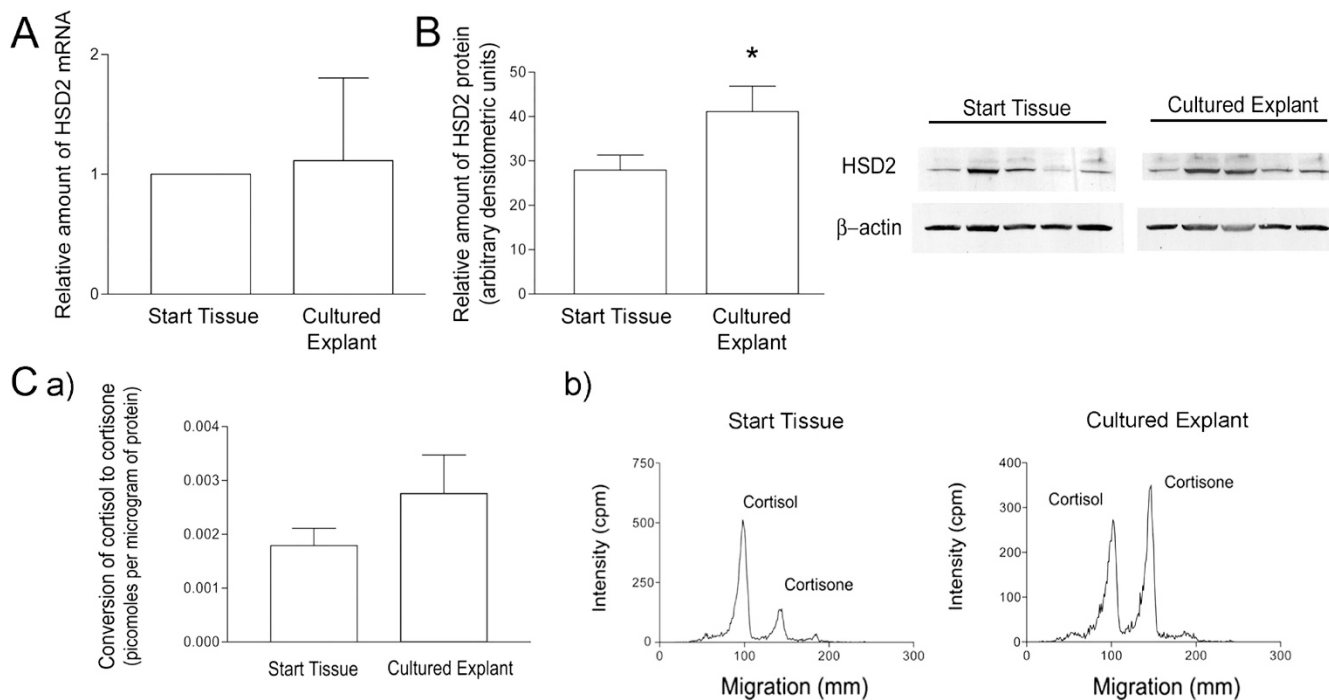 A
Relative amount of HSD2 mRNA
2
1
0
Start Tissue
Cultured
Explant
B
Relative amount of HSD2 protein
(arbitrary densitometric units)
50
40
30
20
10
0
*
Start Tissue
Cultured
Explant
Start Tissue
Cultured Explant
HSD2
β–actin
C a)
Conversion of cortisol to cortisone
(picomoles per microgram of protein)
0.004
0.003
0.002
0.001
0.000
Start Tissue
Cultured Explant
b)
Start Tissue
Intensity (cpm)
750
500
250
0
Cortisol
Cortisone
0
100
200
300
Migration (mm)
Cultured Explant
Intensity (cpm)
400
300
200
100
0
Cortisol
Cortisone
0
100
200
300
Migration (mm)